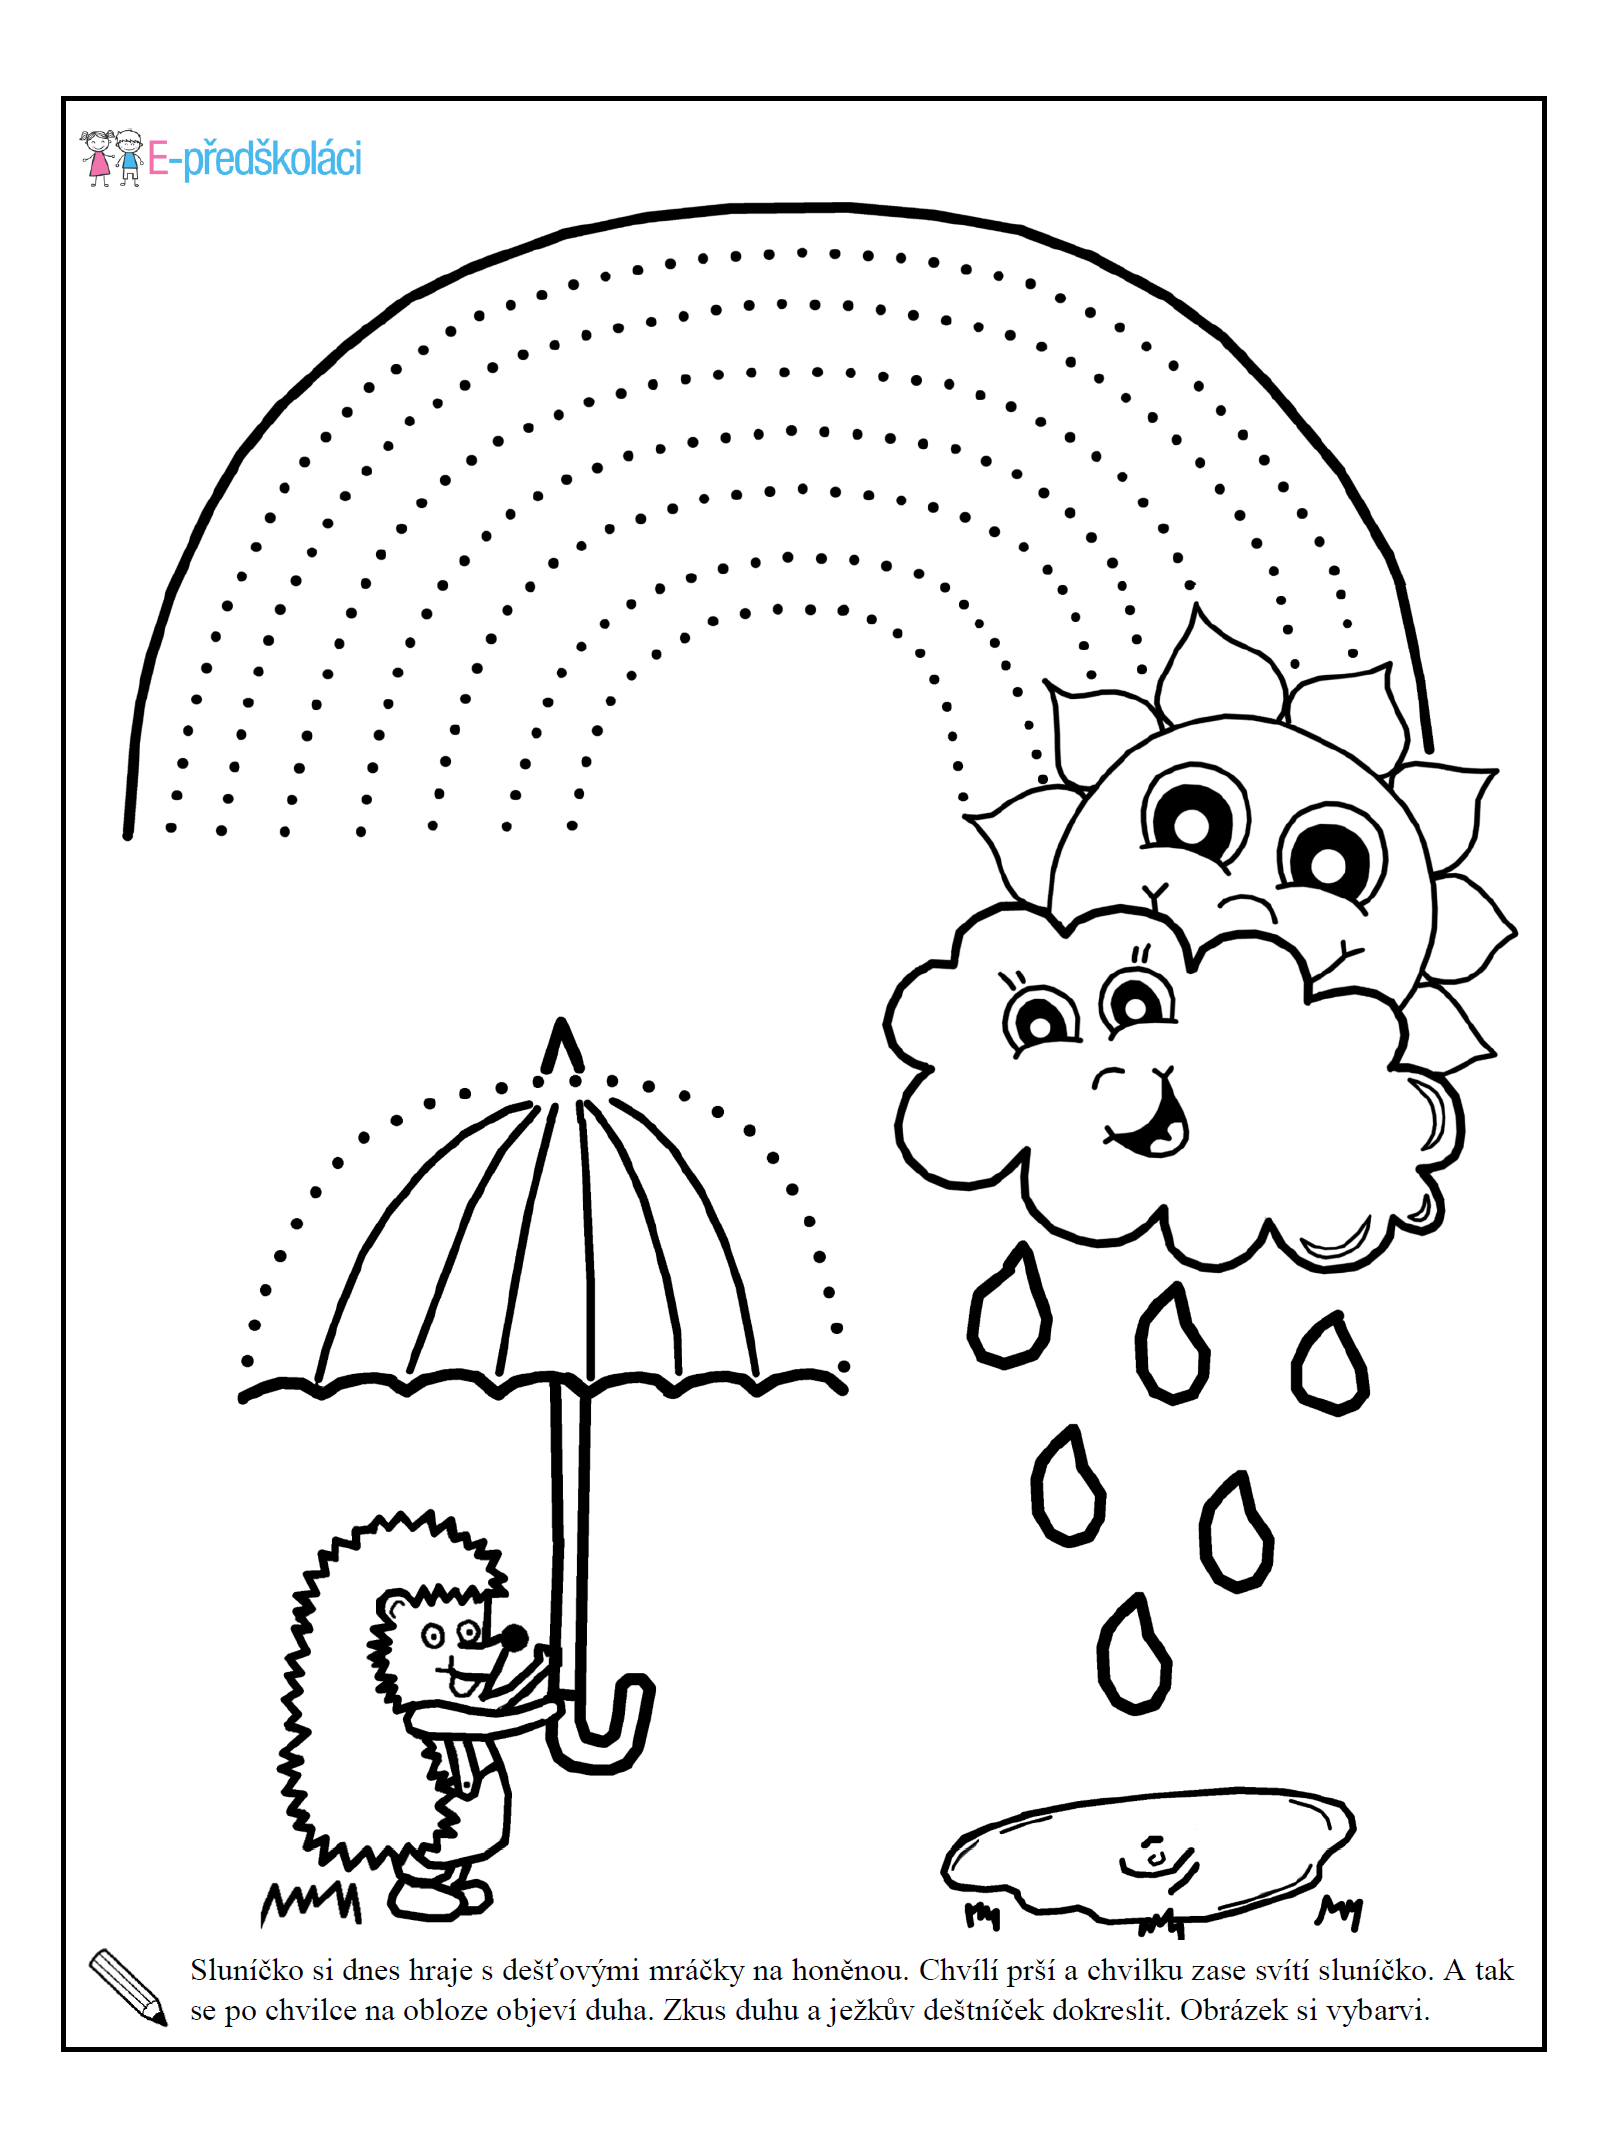 E-předškoláci
Sluníčko si dnes hraje s dešťovými mráčky na honěnou. Chvílí prší a chvilku zase svítí sluníčko. A tak
se po chvilce na obloze objeví duha. Zkus duhu a ježkův deštníček dokreslit. Obrázek si vybarvi.